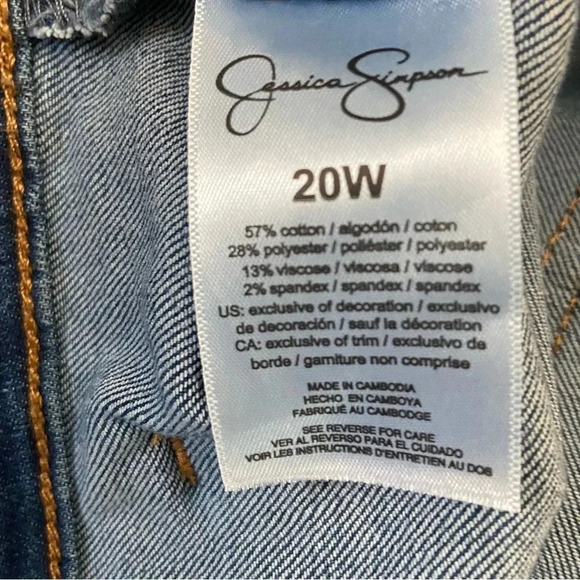 Jessica Simpson
20W
57% cotton / algodón / coton
28% polyester / poliéster / polyester
13% viscose / viscosa / viscose
2% spandex / spandex / spandex
US: exclusive of decoration / exclusivo
de decoración / sauf la décoration
CA: exclusive of trim / exclusivo de
borde / garniture non comprise
MADE IN CAMBODIA
HECHO EN CAMBOYA
FABRIQUÉ AU CAMBODGE
SEE REVERSE FOR CARE
VER AL REVERSO PARA EL CUIDADO
VOIR LES INSTRUCTIONS D'ENTRETIEN AU DOS